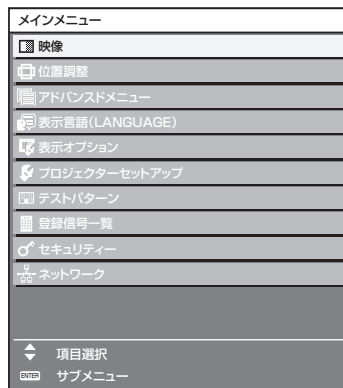 メインメニュー
映像
位置調整
アドバンスドメニュー
表示言語(LANGUAGE)
表示オプション
プロジェクターセットアップ
テストパターン
登録信号一覧
セキュリティー
ネットワーク
項目選択
ENTER サブメニュー